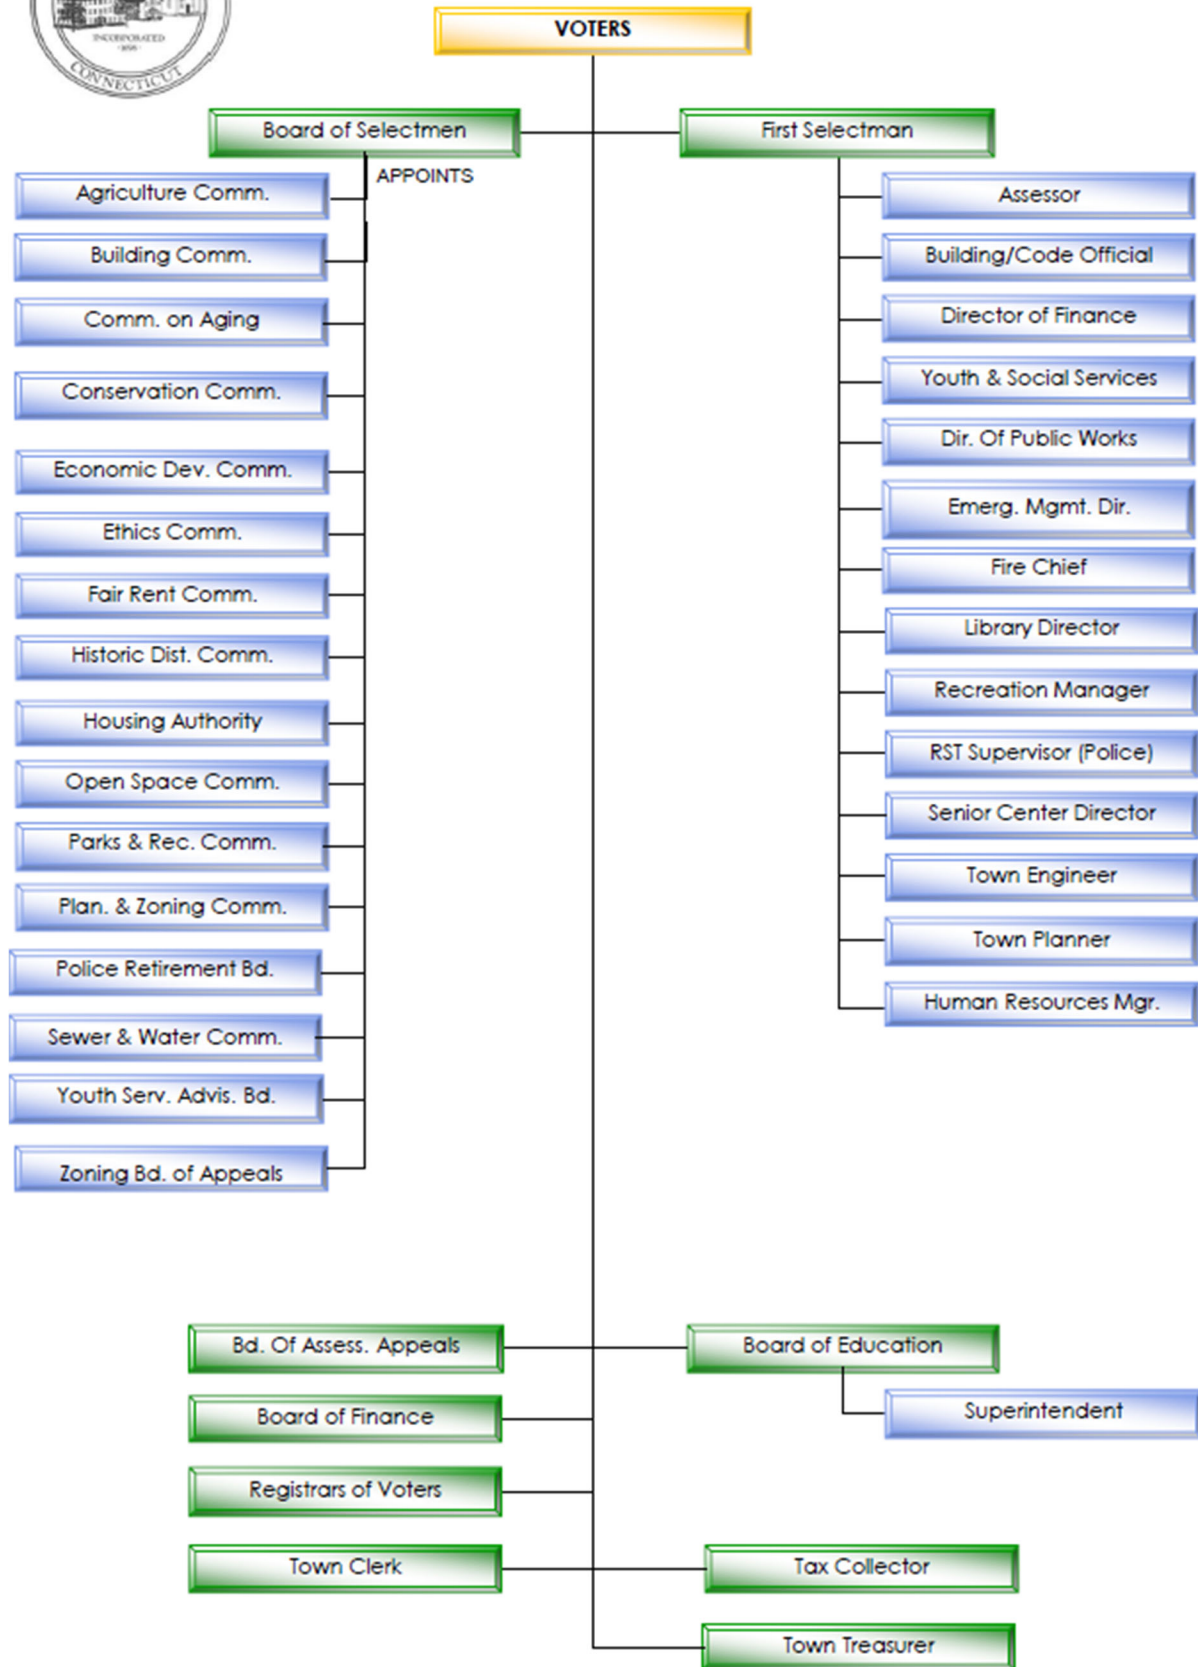 INCORPORATED
CONNECTICUT
VOTERS
Board of Selectmen
First Selectman
APPOINTS
Agriculture Comm.
Building Comm.
Comm. on Aging
Conservation Comm.
Economic Dev. Comm.
Ethics Comm.
Fair Rent Comm.
Historic Dist. Comm.
Housing Authority
Open Space Comm.
Parks & Rec. Comm.
Plan. & Zoning Comm.
Police Retirement Bd.
Sewer & Water Comm.
Youth Serv. Advis. Bd.
Zoning Bd. of Appeals
Assessor
Building/Code Official
Director of Finance
Youth & Social Services
Dir. Of Public Works
Emerg. Mgmt. Dir.
Fire Chief
Library Director
Recreation Manager
RST Supervisor (Police)
Senior Center Director
Town Engineer
Town Planner
Human Resources Mgr.
Bd. Of Assess. Appeals
Board of Education
Superintendent
Board of Finance
Registrars of Voters
Town Clerk
Tax Collector
Town Treasurer